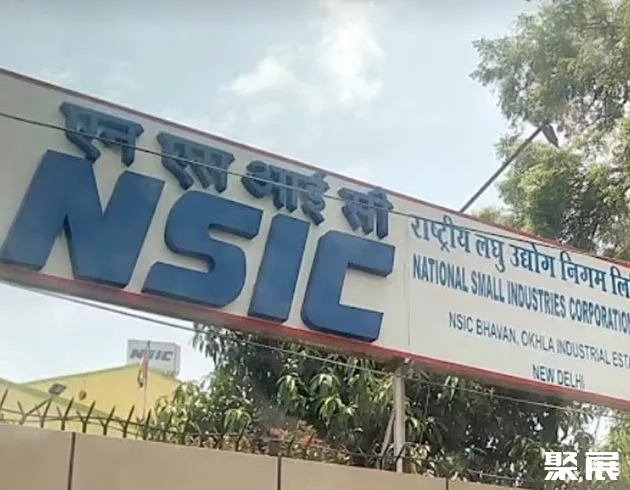 एन एस आई सी
NSIC
राष्ट्रीय लघु उद्योग निगम लि
NATIONAL SMALL INDUSTRIES CORPORATION
NSIC BHAVAN, OKHLA INDUSTRIAL ESTA
NEW DELHI
NSIC
聚展